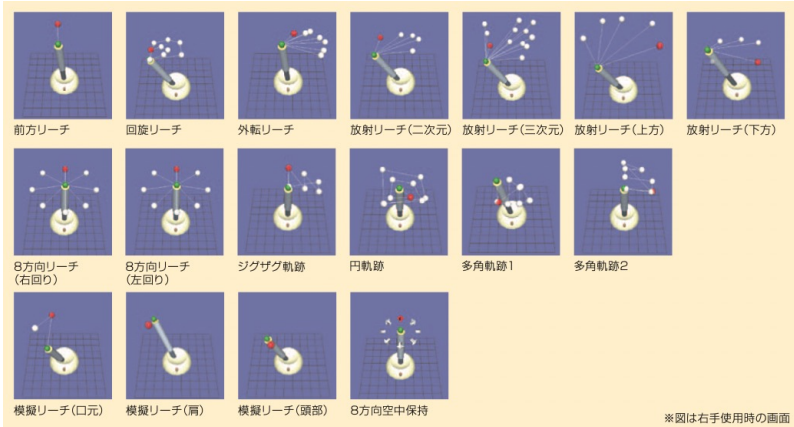 前方リーチ
回旋リーチ
外転リーチ
放射リーチ(二次元)
放射リーチ(三次元)
放射リーチ(上方)
放射リーチ(下方)
8方向リーチ
(右回り)
8方向リーチ
(左回り)
ジグザグ軌跡
円軌跡
多角軌跡1
多角軌跡2
模擬リーチ(口元)
模擬リーチ(肩)
模擬リーチ(頭部)
8方向空中保持
※図は右手使用時の画面